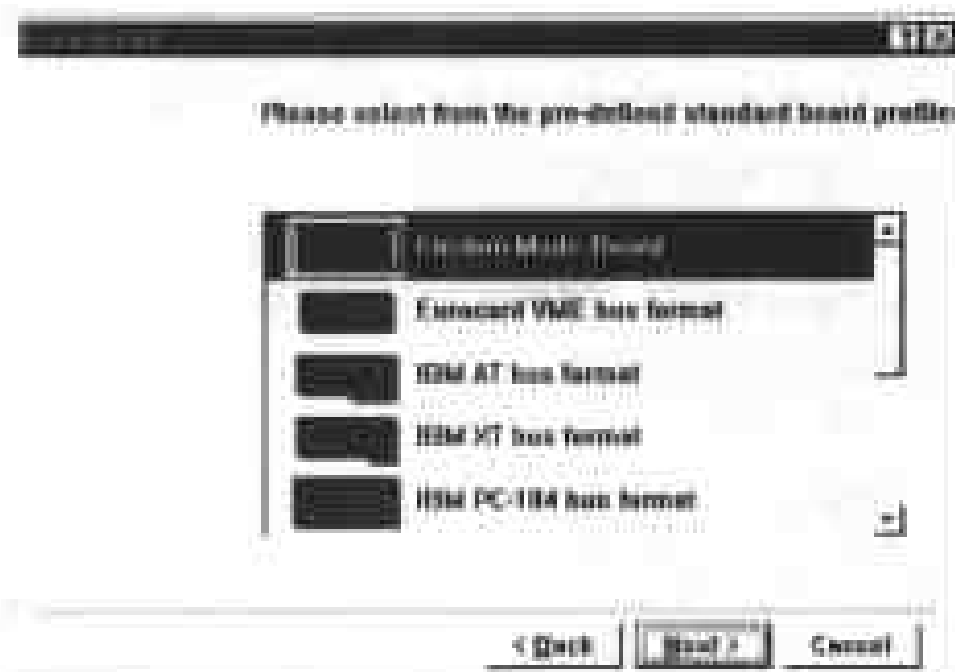 Please select from the pre-defined standard board profiles
Custom Made Board
Eurocard VME bus format
IBM AT bus format
IBM XT bus format
IBM PC-104 bus format
< Back
Next >
Cancel